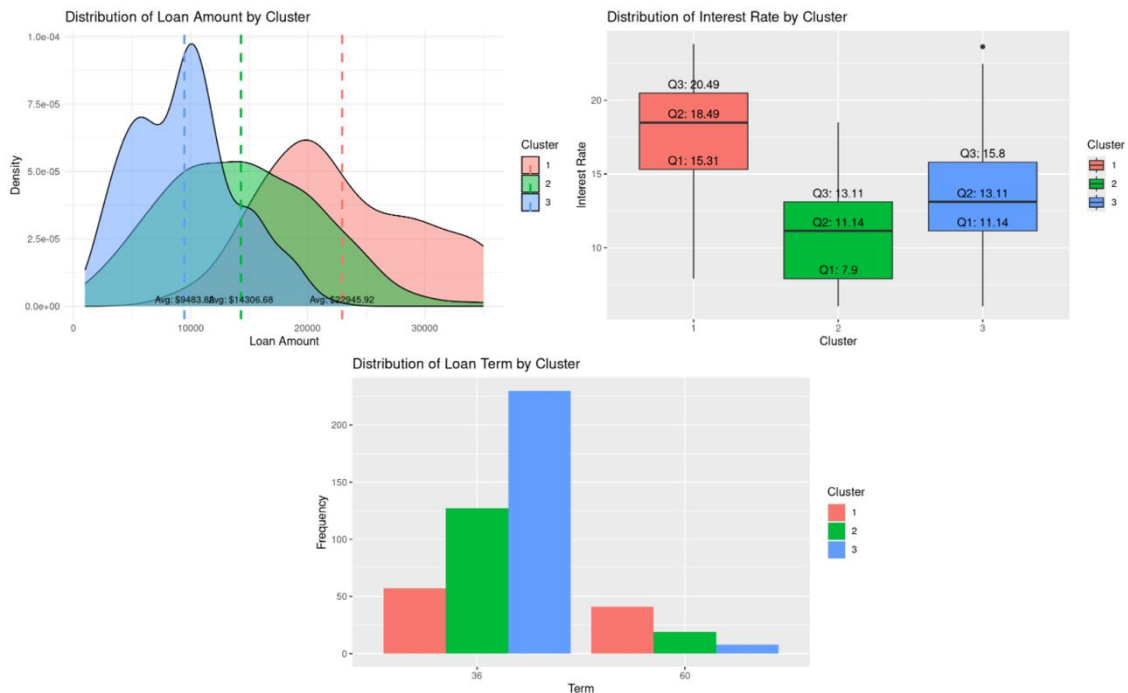 Distribution of Loan Amount by Cluster
1.0e-04
7.5e-05
5.0e-05
2.5e-05
0.0e+00
Density
Avg: $9483.88
Avg: $14306.68
Avg: $22945.92
0
10000
20000
30000
Loan Amount
Cluster
1
2
3
Distribution of Interest Rate by Cluster
20
15
10
Interest Rate
Q3: 20.49
Q2: 18.49
Q1: 15.31
Q3: 13.11
Q2: 11.14
Q1: 7.9
Q3: 15.8
Q2: 13.11
Q1: 11.14
1
2
3
Cluster
Cluster
1
2
3
Distribution of Loan Term by Cluster
200
150
100
50
0
Frequency
36
60
Term
Cluster
1
2
3